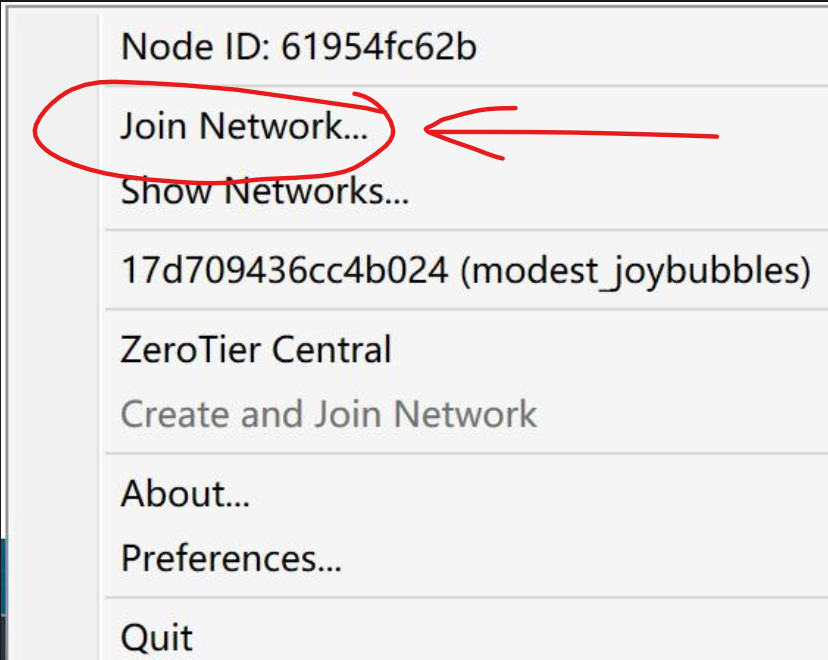 Node ID: 61954fc62b
Join Network...
Show Networks...
17d709436cc4b024 (modest_joybubbles)
ZeroTier Central
Create and Join Network
About...
Preferences...
Quit